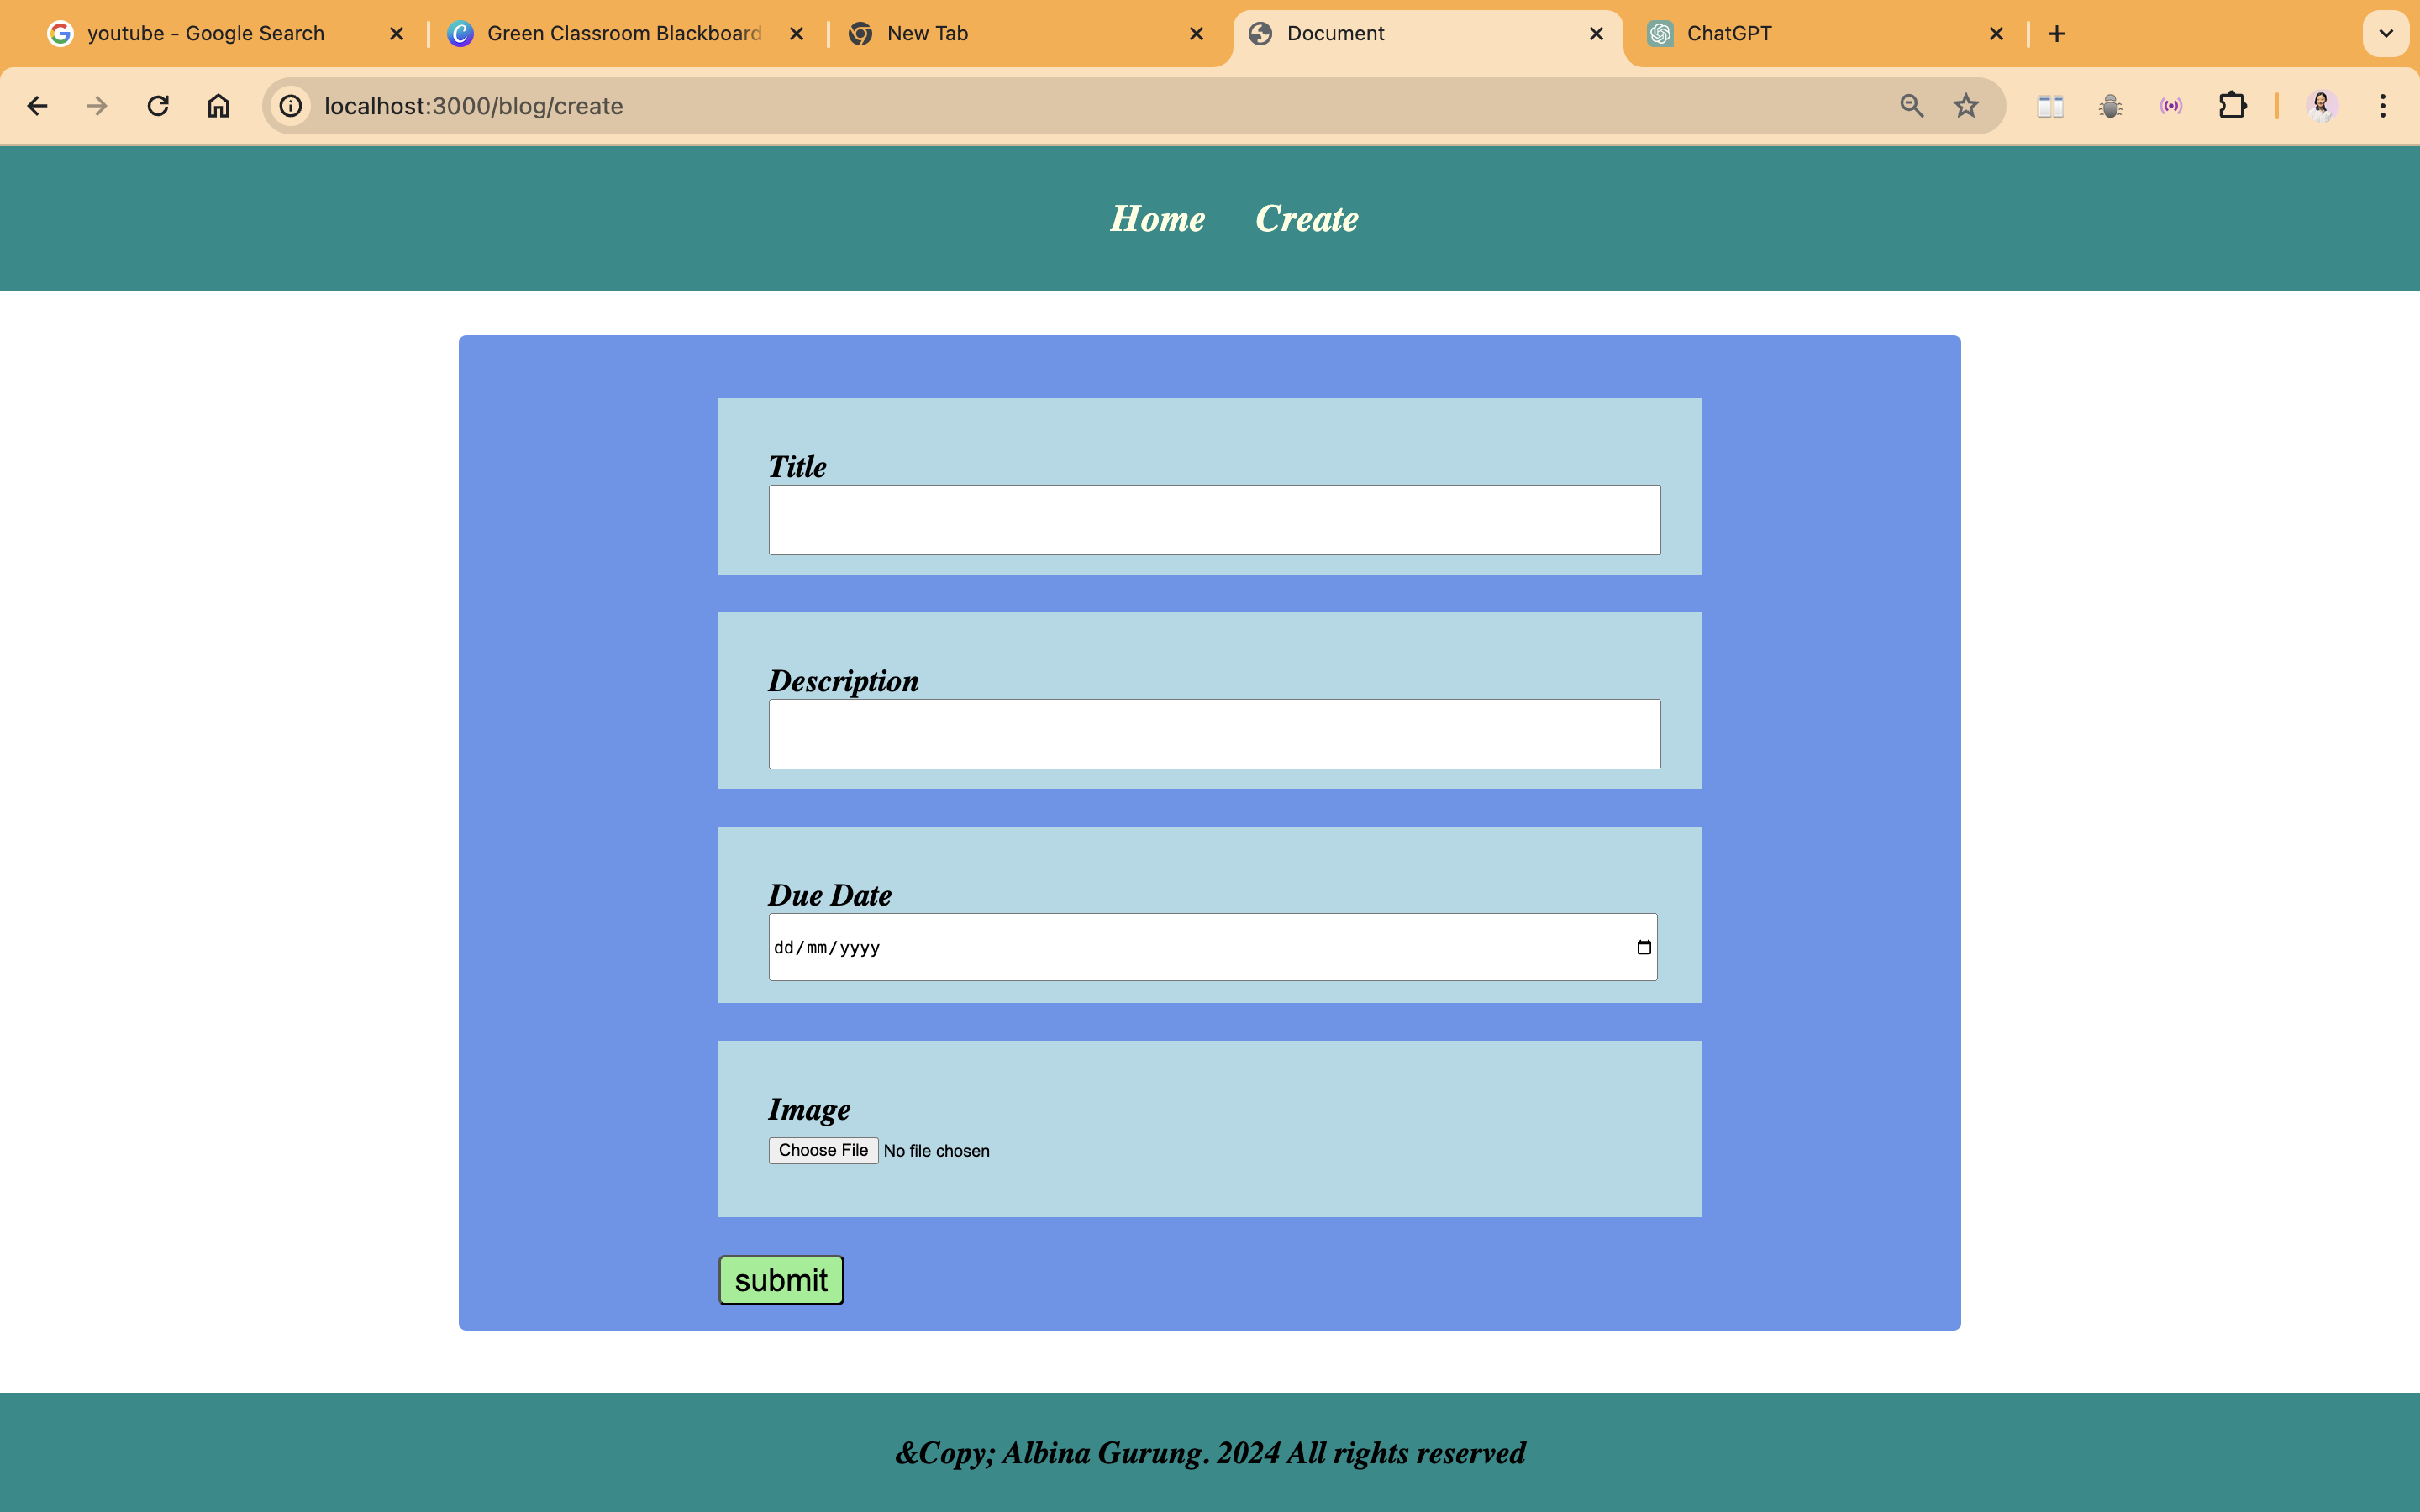 youtube - Google Search
Green Classroom Blackboard
New Tab
Document
ChatGPT
localhost:3000/blog/create
Home Create
Title
Description
Due Date
dd/mm/yyyy
Image
Choose File No file chosen
submit
&Copy; Albina Gurung. 2024 All rights reserved